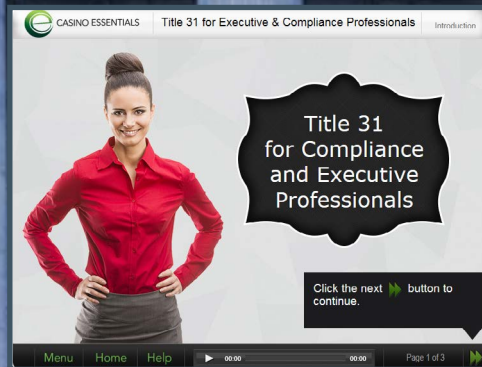 CASINO ESSENTIALS
Title 31 for Executive & Compliance Professionals
Introduction
Title 31
for Compliance
and Executive
Professionals
Click the next button to
continue.
Menu Home Help 00:00 00:00 Page 1 of 3